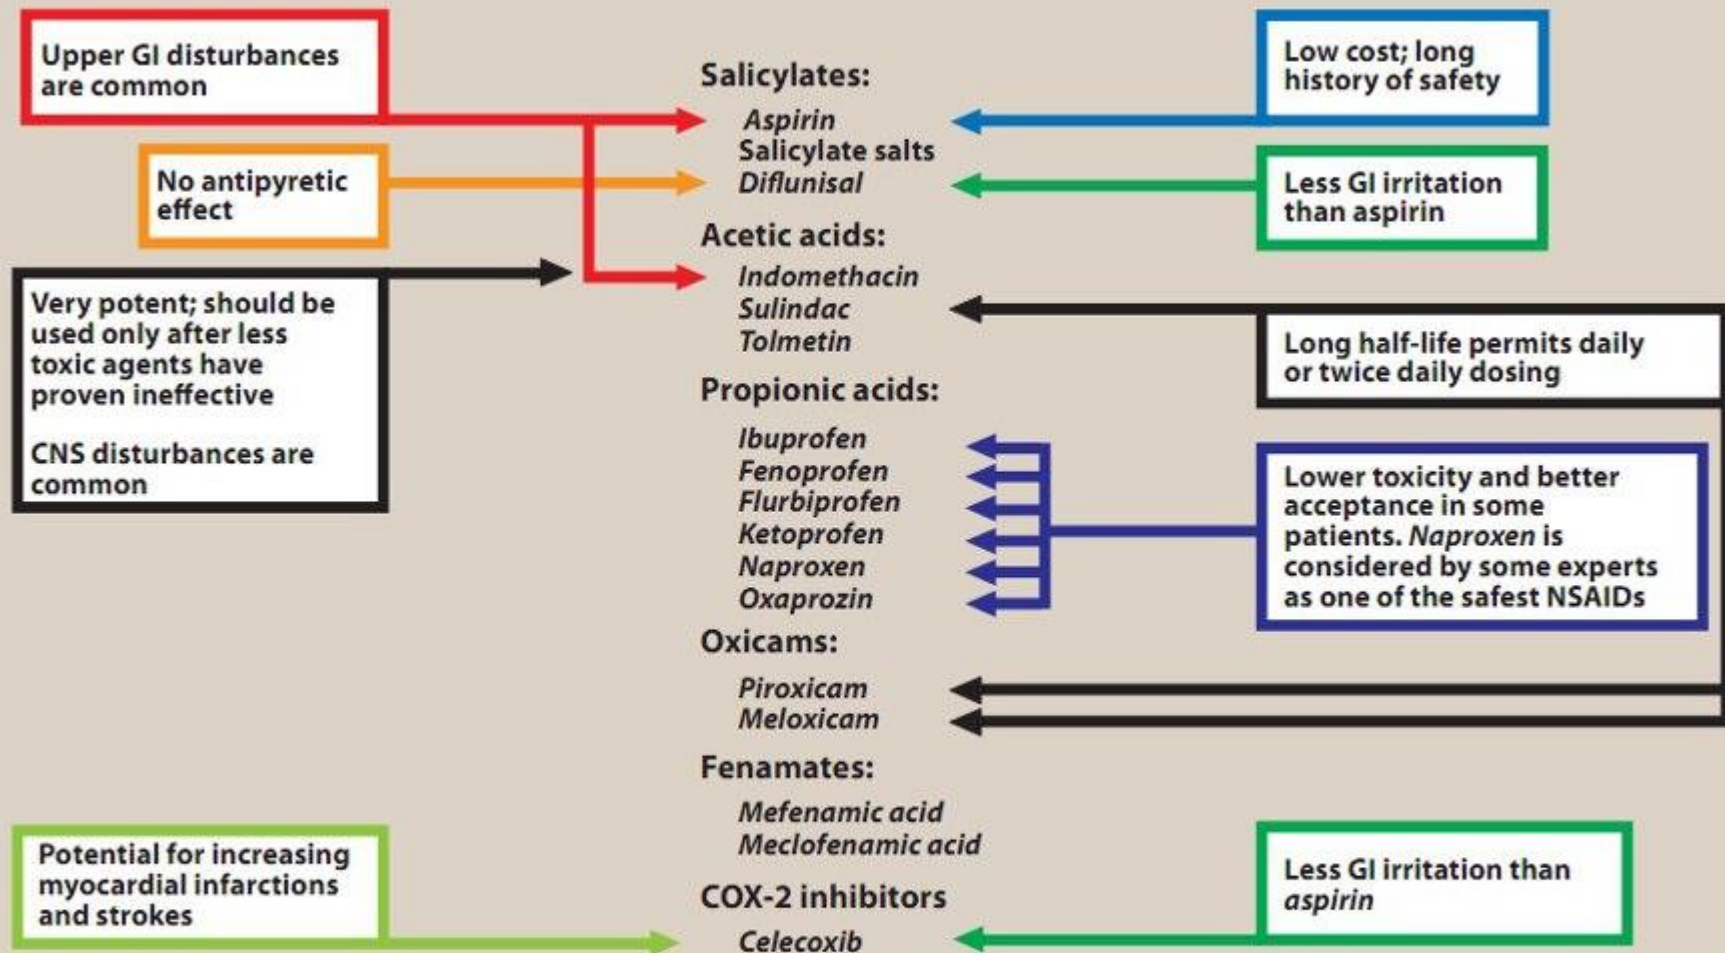 Upper GI disturbances
are common
No antipyretic
effect
Very potent; should be
used only after less
toxic agents have
proven ineffective
CNS disturbances are
common
Potential for increasing
myocardial infarctions
and strokes
Salicylates:
Aspirin
Salicylate salts
Diflunisal
Acetic acids:
Indomethacin
Sulindac
Tolmetin
Propionic acids:
Ibuprofen
Fenoprofen
Flurbiprofen
Ketoprofen
Naproxen
Oxaprozin
Oxicams:
Piroxicam
Meloxicam
Fenamates:
Mefenamic acid
Meclofenamic acid
COX-2 inhibitors
Celecoxib
Low cost; long
history of safety
Less GI irritation
than aspirin
Long half-life permits daily
or twice daily dosing
Lower toxicity and better
acceptance in some
patients. Naproxen is
considered by some experts
as one of the safest NSAIDs
Less GI irritation than
aspirin